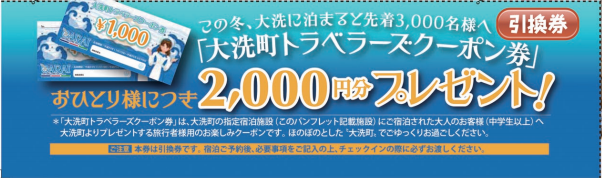 ¥1,000
この冬、大洗に泊まると先着3,000名様へ
引換券
「大洗町トラベラーズクーポン券」
おひとり様につき2,000円分プレゼント!
＊「大洗町トラベラーズクーポン券」は、大洗町の指定宿泊施設(このパンフレット記載施設)にご宿泊された大人のお客様(中学生以上)へ
大洗町よりプレゼントする旅行者様用のお楽しみクーポンです。ほのぼのとした〝大洗町〟でごゆっくりお過ごしください。
ご注意 本券は引換券です。宿泊ご予約後、必要事項をご記入の上、チェックインの際に必ずお渡しください。